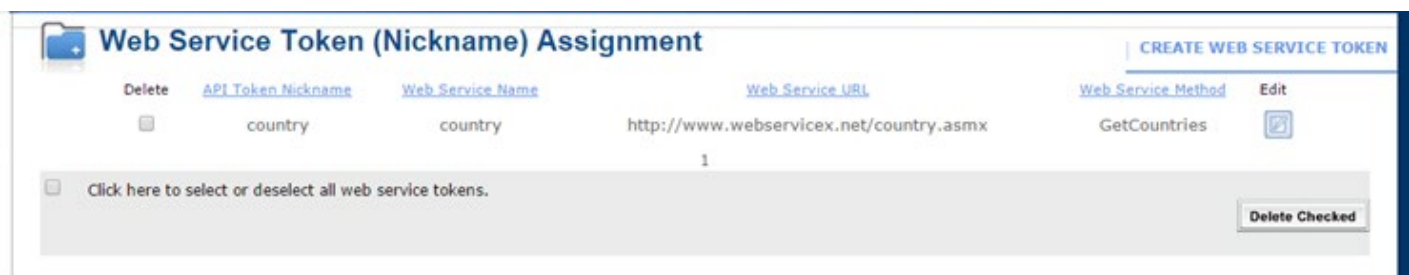 Web Service Token (Nickname) Assignment
CREATE WEB SERVICE TOKEN
Delete API Token Nickname Web Service Name Web Service URL Web Service Method Edit
country country http://www.webservicex.net/country.asmx GetCountries
1
Click here to select or deselect all web service tokens.
Delete Checked